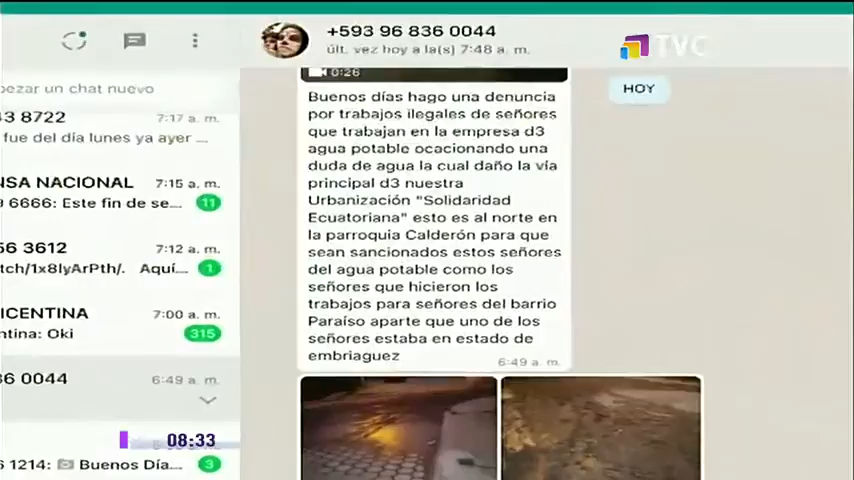 +593 96 836 0044
últ. vez hoy a la(s) 7:48 a. m.
TVC
pezar un chat nuevo
43 8722
7:17 a. m.
fue del día lunes ya ayer ...
NSA NACIONAL
7:15 a. m.
9 6666: Este fin de se...
11
56 3612
7:12 a. m.
tch/1x8lyArPth/. Aquí...
1
ICENTINA
7:00 a. m.
ntina: Oki
315
36 0044
6:49 a. m.
08:33
6 1214: Buenos Día...
3
0:26
HOY
Buenos días hago una denuncia
por trabajos ilegales de señores
que trabajan en la empresa d3
agua potable ocacionando una
duda de agua la cual daño la vía
principal d3 nuestra
Urbanización "Solidaridad
Ecuatoriana" esto es al norte en
la parroquia Calderón para que
sean sancionados estos señores
del agua potable como los
señores que hicieron los
trabajos para señores del barrio
Paraíso aparte que uno de los
señores estaba en estado de
embriaguez
6:49 a. m.